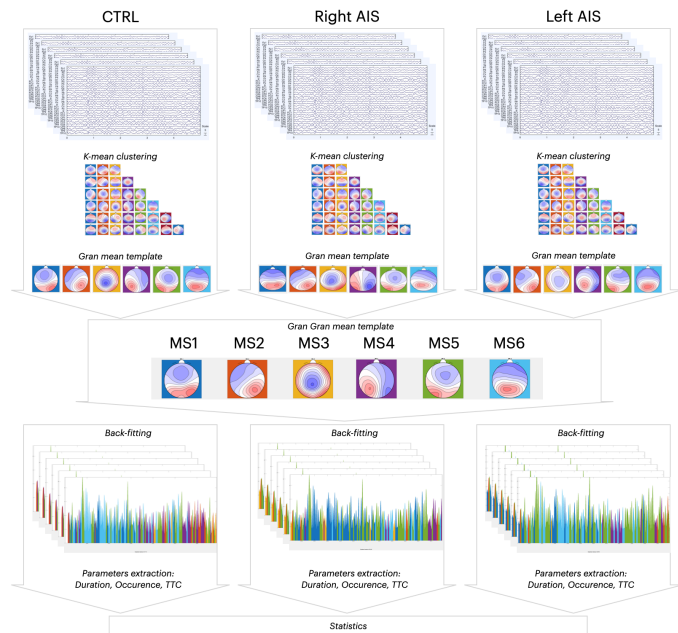 CTRL
Right AIS
Left AIS
K-mean clustering
K-mean clustering
K-mean clustering
Gran mean template
Gran mean template
Gran mean template
Gran Gran mean template
MS1
MS2
MS3
MS4
MS5
MS6
Back-fitting
Back-fitting
Back-fitting
Parameters extraction:
Duration, Occurence, TTC
Parameters extraction:
Duration, Occurence, TTC
Parameters extraction:
Duration, Occurence, TTC
Statistics